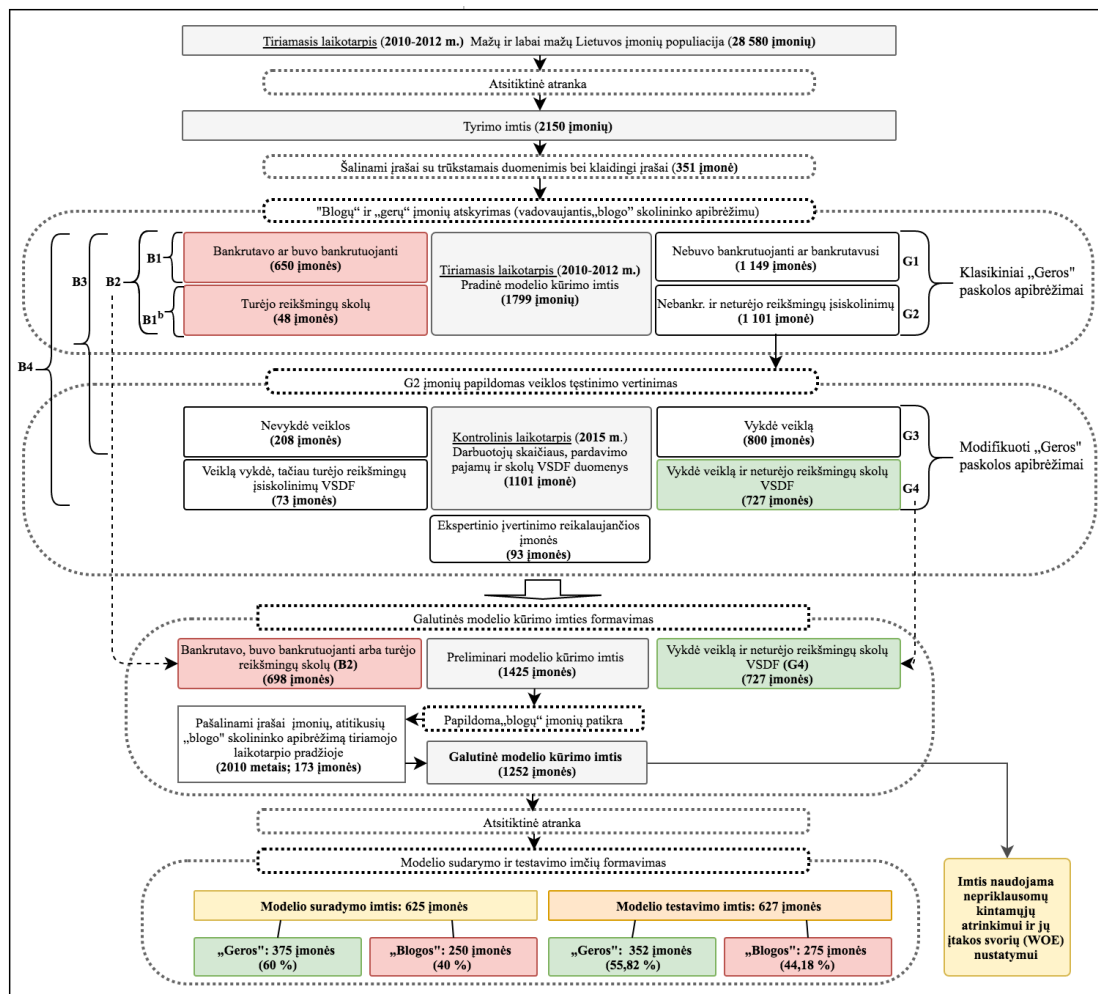 Tiriamasis laikotarpis (2010-2012 m.) Mažų ir labai mažų Lietuvos įmonių populiacija (28 580 įmonių)
Atsitiktinė atranka
Tyrimo imtis (2150 įmonių)
Šalinami įrašai su trūkstamais duomenimis bei klaidingi įrašai (351 įmonė)
"Blogų“ ir „gerų“ įmonių atskyrimas (vadovaujantis„blogo” skolininko apibrėžimu)
B4
B3
B2
B1
B1b
Bankrutavo ar buvo bankrutuojanti
(650 įmonės)
Turėjo reikšmingų skolų
(48 įmonės)
Tiriamasis laikotarpis (2010-2012 m.)
Pradinė modelio kūrimo imtis
(1799 įmonių)
Nebuvo bankrutuojanti ar bankrutavusi
(1 149 įmonės)
Nebankr. ir neturėjo reikšmingų įsiskolinimų
(1 101 įmonė)
G1
G2
Klasikiniai „Geros"
paskolos apibrėžimai
G2 įmonių papildomas veiklos tęstinimo vertinimas
Nevykdė veiklos
(208 įmonės)
Veiklą vykdė, tačiau turėjo reikšmingų
įsiskolinimų VSDF
(73 įmonės)
Kontrolinis laikotarpis (2015 m.)
Darbuotojų skaičiaus, pardavimo
pajamų ir skolų VSDF duomenys
(1101 įmonė)
Vykdė veiklą
(800 įmonės)
Vykdė veiklą ir neturėjo reikšmingų skolų
VSDF
(727 įmonės)
G3
G4
Modifikuoti „Geros"
paskolos apibrėžimai
Ekspertinio įvertinimo reikalaujančios
įmonės
(93 įmonės)
Galutinės modelio kūrimo imties formavimas
Bankrutavo, buvo bankrutuojanti arba turėjo
reikšmingų skolų (B2)
(698 įmonės)
Preliminari modelio kūrimo imtis
(1425 įmonės)
Vykdė veiklą ir neturėjo reikšmingų skolų
VSDF (G4)
(727 įmonės)
Papildoma„blogų“ įmonių patikra
Pašalinami įrašai įmonių, atitikusių
„blogo" skolininko apibrėžimą tiriamojo
laikotarpio pradžioje
(2010 metais; 173 įmonės)
Galutinė modelio kūrimo imtis
(1252 įmonės)
Atsitiktinė atranka
Modelio sudarymo ir testavimo imčių formavimas
Modelio suradymo imtis: 625 įmonės
Modelio testavimo imtis: 627 įmonės
„Geros": 375 įmonės
(60 %)
„Blogos": 250 įmonės
(40 %)
„Geros": 352 įmonės
(55,82 %)
„Blogos": 275 įmonės
(44,18 %)
Imtis naudojama
nepriklausomų
kintamųjų
atrinkimui ir jų
įtakos svorių (WOE)
nustatymui